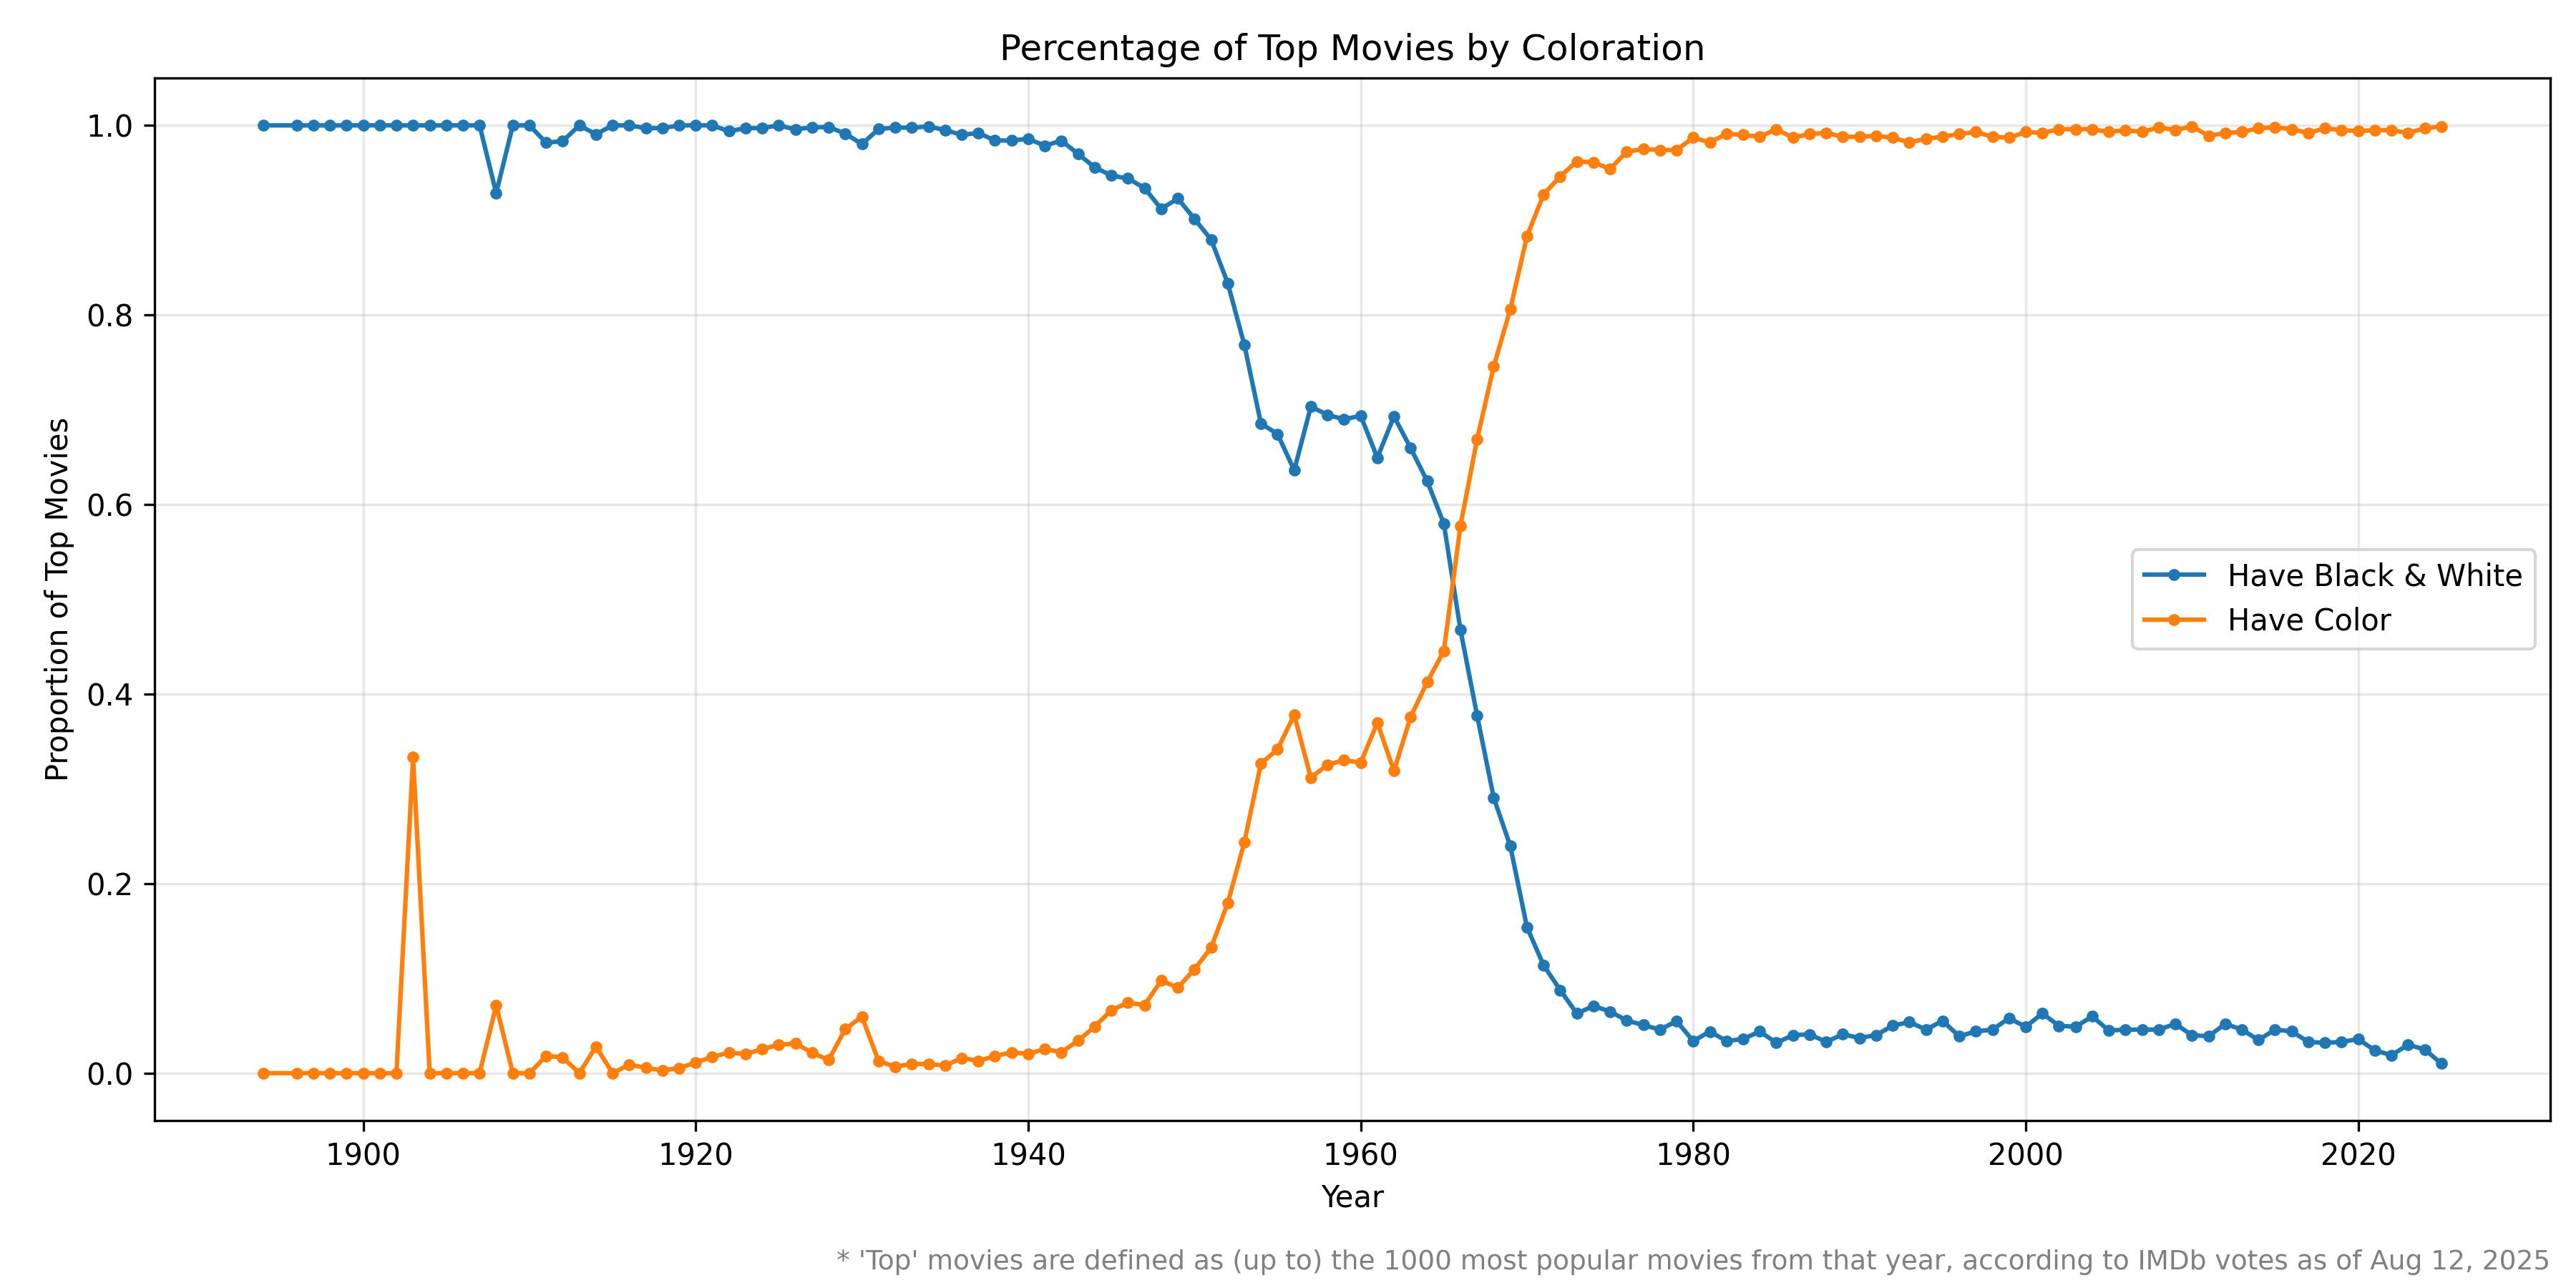 Percentage of Top Movies by Coloration
Proportion of Top Movies
1.0
0.8
0.6
0.4
0.2
0.0
Have Black & White
Have Color
1900 1920 1940 1960 1980 2000 2020
Year
* 'Top' movies are defined as (up to) the 1000 most popular movies from that year, according to IMDb votes as of Aug 12, 2025